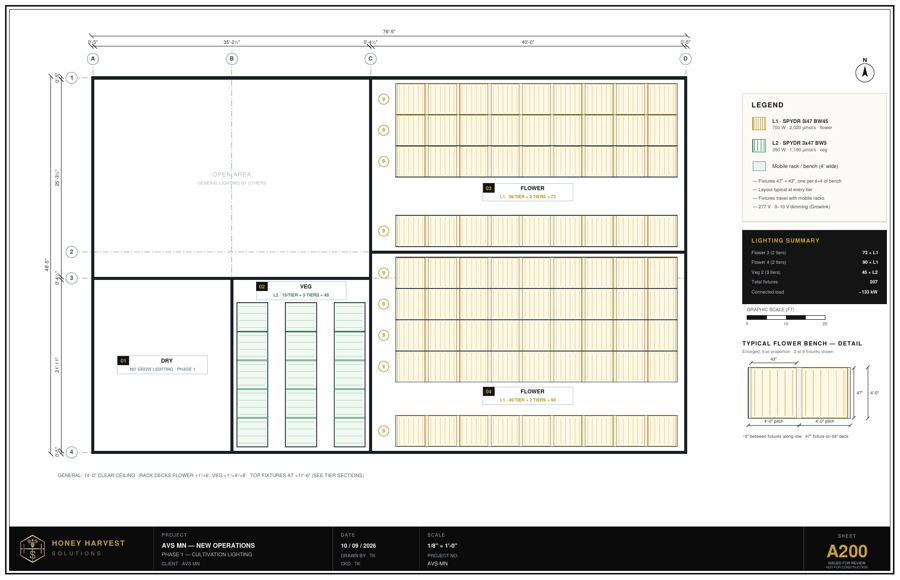 76'-6"
0'-5"
35'-2½"
0'-4½"
40'-0"
0'-5"
A
B
C
D
N
1
2
3
4
48'-5"
0'-5"
25'-3½"
0'-4½"
21'-11"
0'-5"
OPEN AREA
GENERAL LIGHTING BY OTHERS
9
9
9
03 FLOWER
L1 · 36/TIER × 2 TIERS = 72
9
9
9
9
9
04 FLOWER
L1 · 45/TIER × 2 TIERS = 90
9
02 VEG
L2 · 15/TIER × 3 TIERS = 45
01 DRY
NO GROW LIGHTING · PHASE 1
GENERAL: 14'-0" CLEAR CEILING · RACK DECKS FLOWER
TOP FIXTURES AT +11'-6" (SEE TIER SECTIONS)
LEGEND
L1 · SPYDR 3i47 BW45
700 W · 2,020 µmol/s · flower
L2 · SPYDR 3x47 BW5
390 W · 1,190 µmol/s · veg
Mobile rack / bench (4' wide)
— Fixtures 47" × 43", one per 4×4 of bench
— Layout typical at every tier
— Fixtures travel with mobile racks
— 277 V · 0–10 V dimming (Growlink)
LIGHTING SUMMARY
Flower 3 (2 tiers) 72 × L1
Flower 4 (2 tiers) 90 × L1
Veg 2 (3 tiers) 45 × L2
Total fixtures 207
Connected load ~133 kW
GRAPHIC SCALE (FT)
0 10 20
TYPICAL FLOWER BENCH — DETAIL
Enlarged, true proportion · 2 of 9 fixtures shown
43"
47"
4'-0"
4'-0" pitch
4'-0" pitch
~5" between fixtures along row · 47" fixture on 48" deck
HONEY HARVEST
SOLUTIONS
PROJECT
AVS MN — NEW OPERATIONS
PHASE 1 — CULTIVATION LIGHTING
CLIENT · AVS MN
DATE
10 / 09 / 2026
DRAWN BY · TK
CKD · TK
SCALE
1/8" = 1'-0"
PROJECT NO.
AVS-MN
SHEET
A200
ISSUED FOR REVIEW
NOT FOR CONSTRUCTION